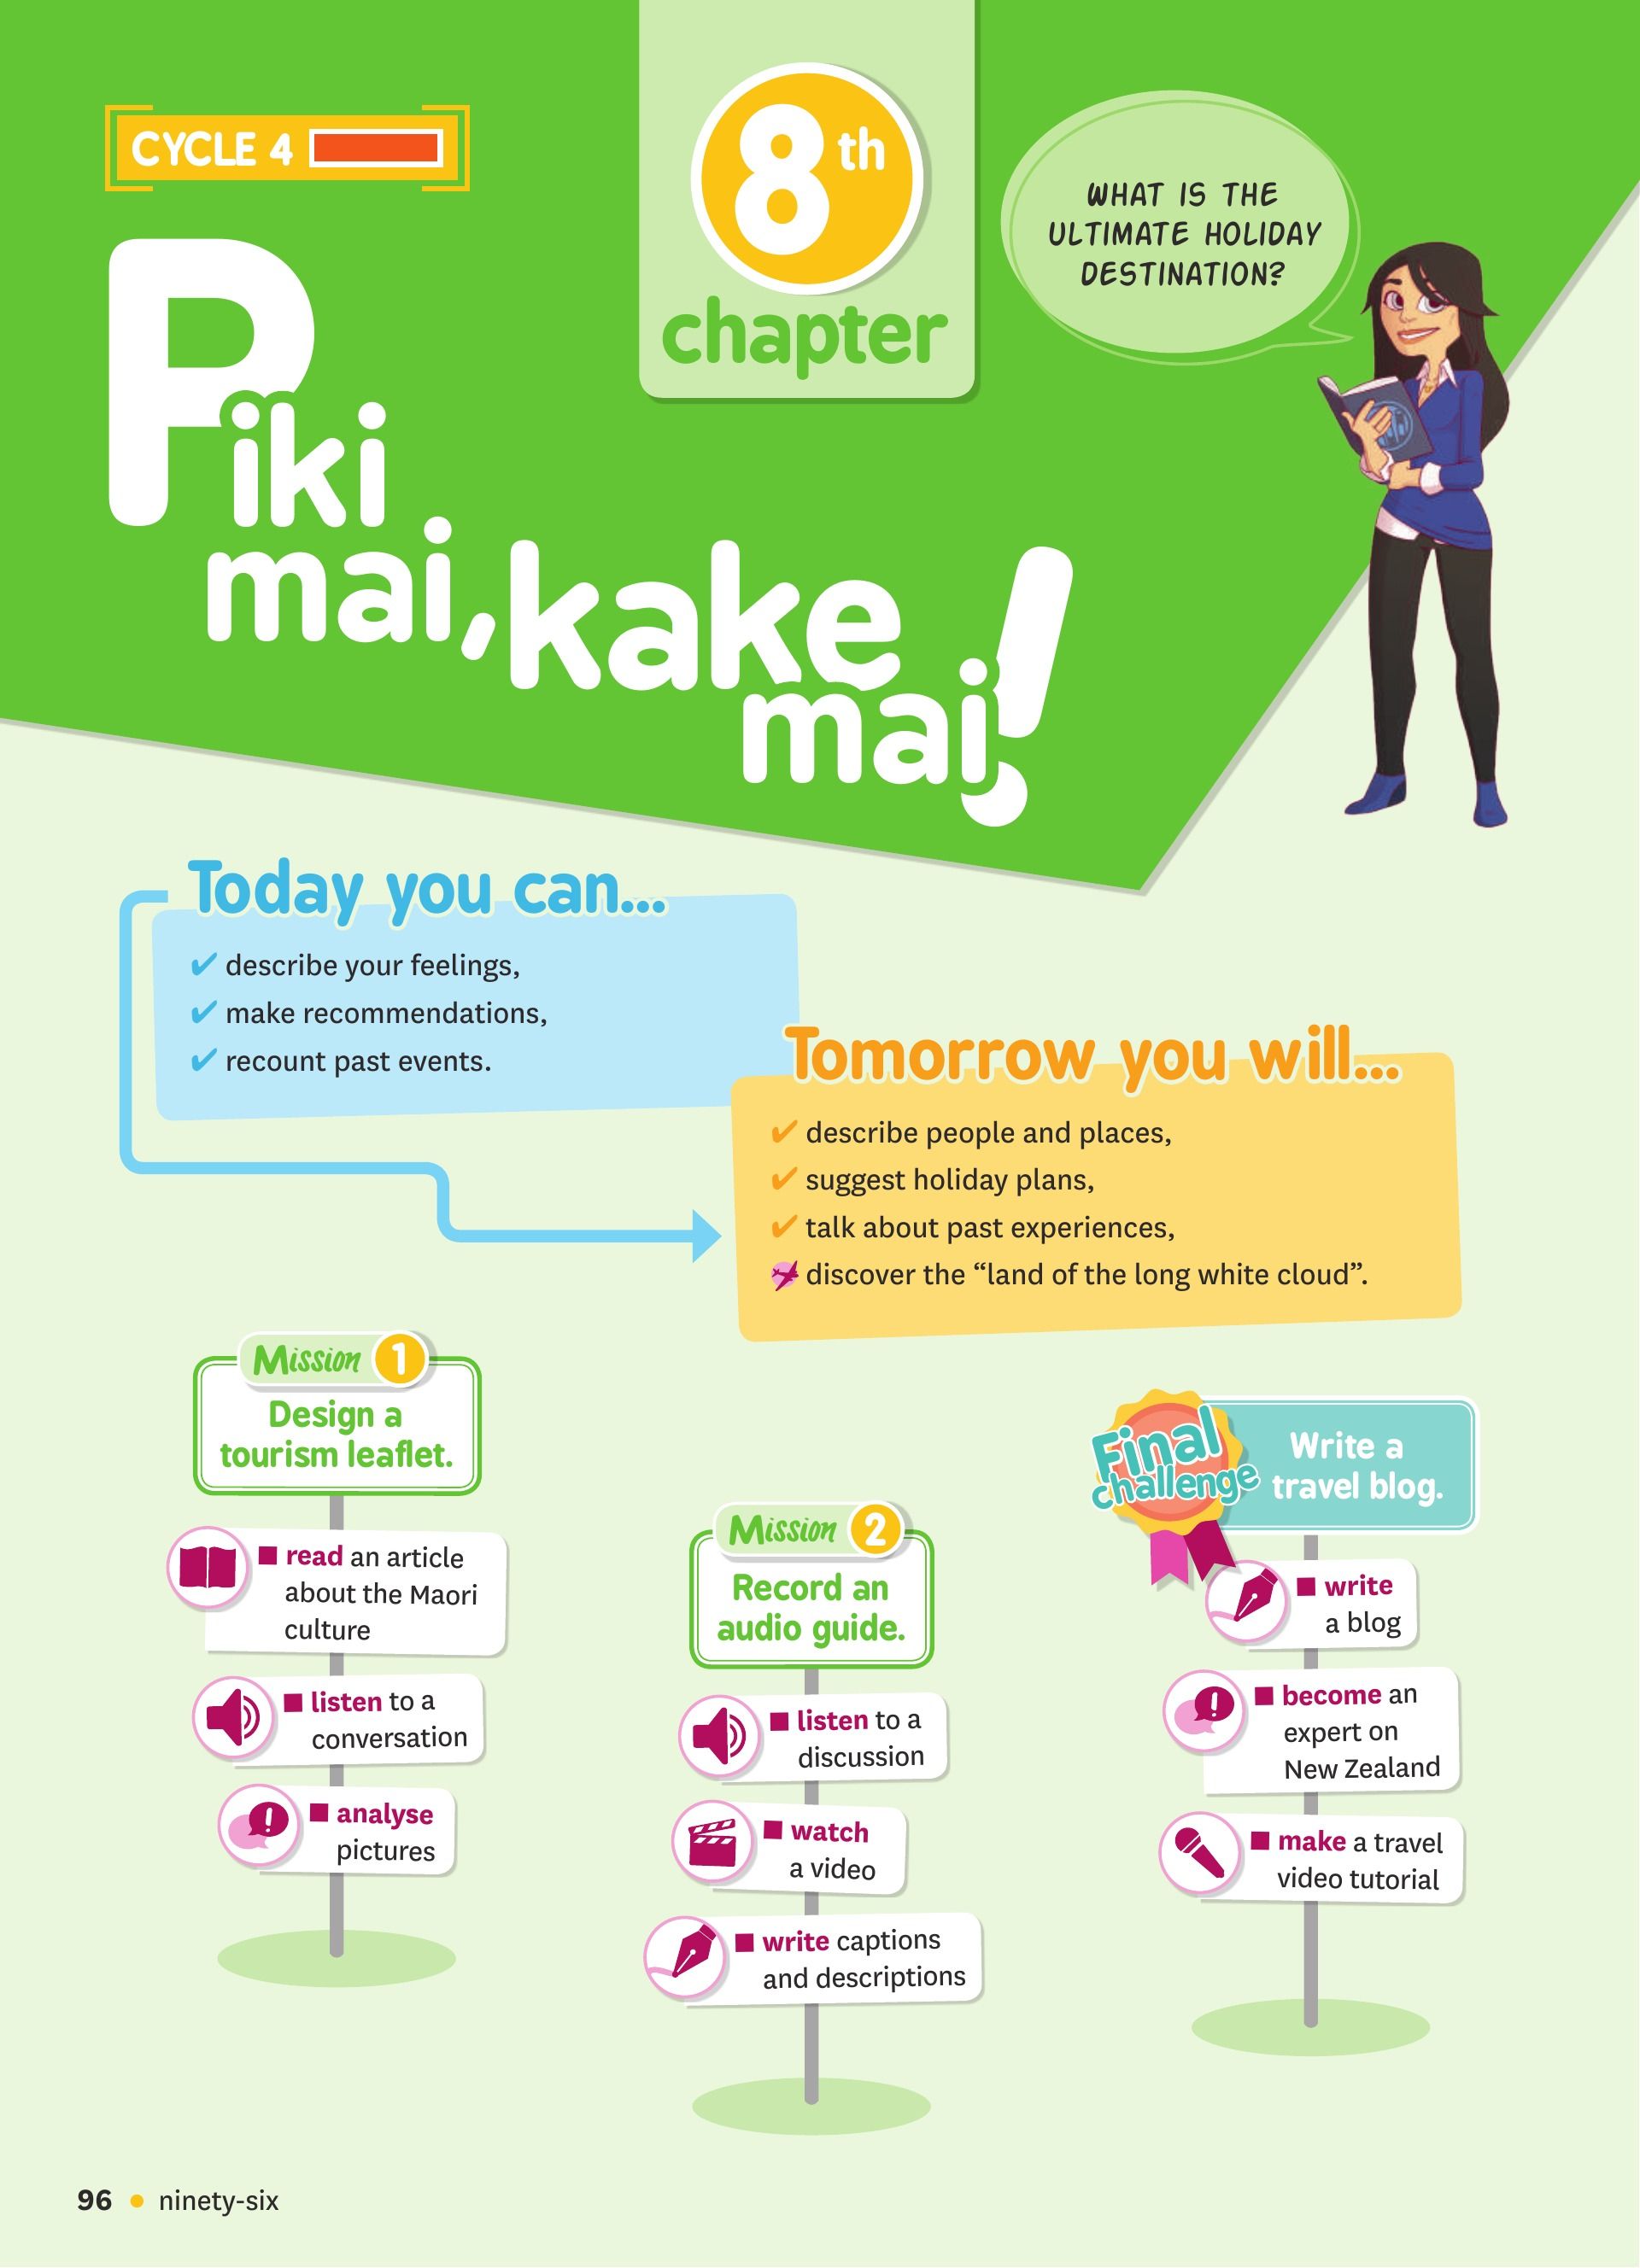 CYCLE 4
8th
chapter
WHAT IS THE
ULTIMATE HOLIDAY
DESTINATION?
Piki
mai, kake
mai!
Today you can...
✔ describe your feelings,
✔ make recommendations,
✔ recount past events.
Tomorrow you will...
✔ describe people and places,
✔ suggest holiday plans,
✔ talk about past experiences,
discover the “land of the long white cloud”.
Mission 1
Design a
tourism leaflet.
■ read an article
about the Maori
culture
■ listen to a
conversation
■ analyse
pictures
Mission 2
Record an
audio guide.
■ listen to a
discussion
■ watch
a video
■ write captions
and descriptions
Final
challenge
Write a
travel blog.
■ write
a blog
■ become an
expert on
New Zealand
■ make a travel
video tutorial
96 • ninety-six